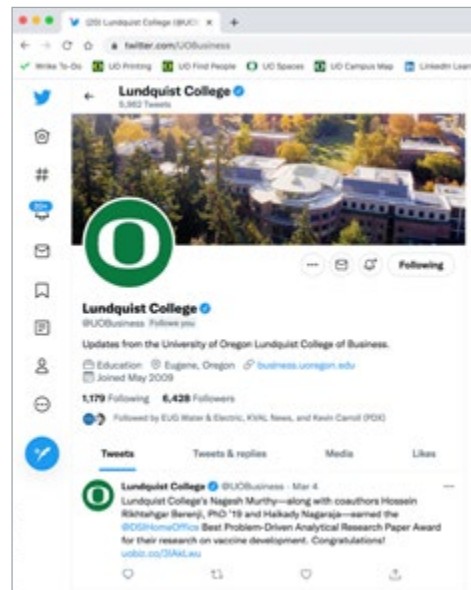 (20) Lundquist College (@UO
twitter.com/UOBusiness
Wrike To-Do UO Printing UO Find People UO Spaces UO Campus Map LinkedIn Lear
Lundquist College
5,962 Tweets
20+
O
Following
Lundquist College
@UOBusiness Follows you
Updates from the University of Oregon Lundquist College of Business.
Education Eugene, Oregon business.uoregon.edu
Joined May 2009
1,179 Following 6,428 Followers
Followed by EUG Water & Electric, KVAL News, and Kevin Carroll (PDX)
Tweets Tweets & replies Media Likes
Lundquist College @UOBusiness · Mar 4
Lundquist College's Nagesh Murthy—along with coauthors Hossein
Rikhtehgar Berenji, PhD '19 and Haikady Nagaraja—earned the
@DSIHomeOffice Best Problem-Driven Analytical Research Paper Award
for their research on vaccine development. Congratulations!